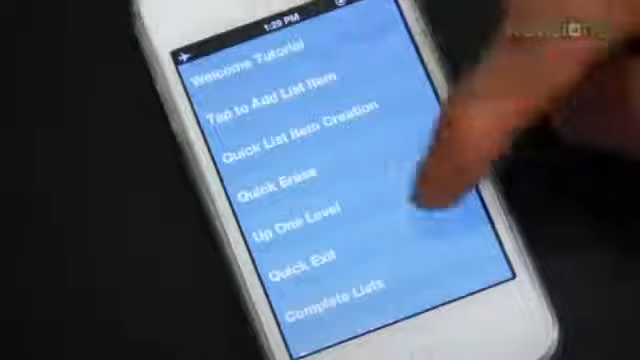 1:29 PM
Welcome Tutorial
Tap to Add List Item
Quick List Item Creation
Quick Erase
Up One Level
Quick Exit
Complete Lists